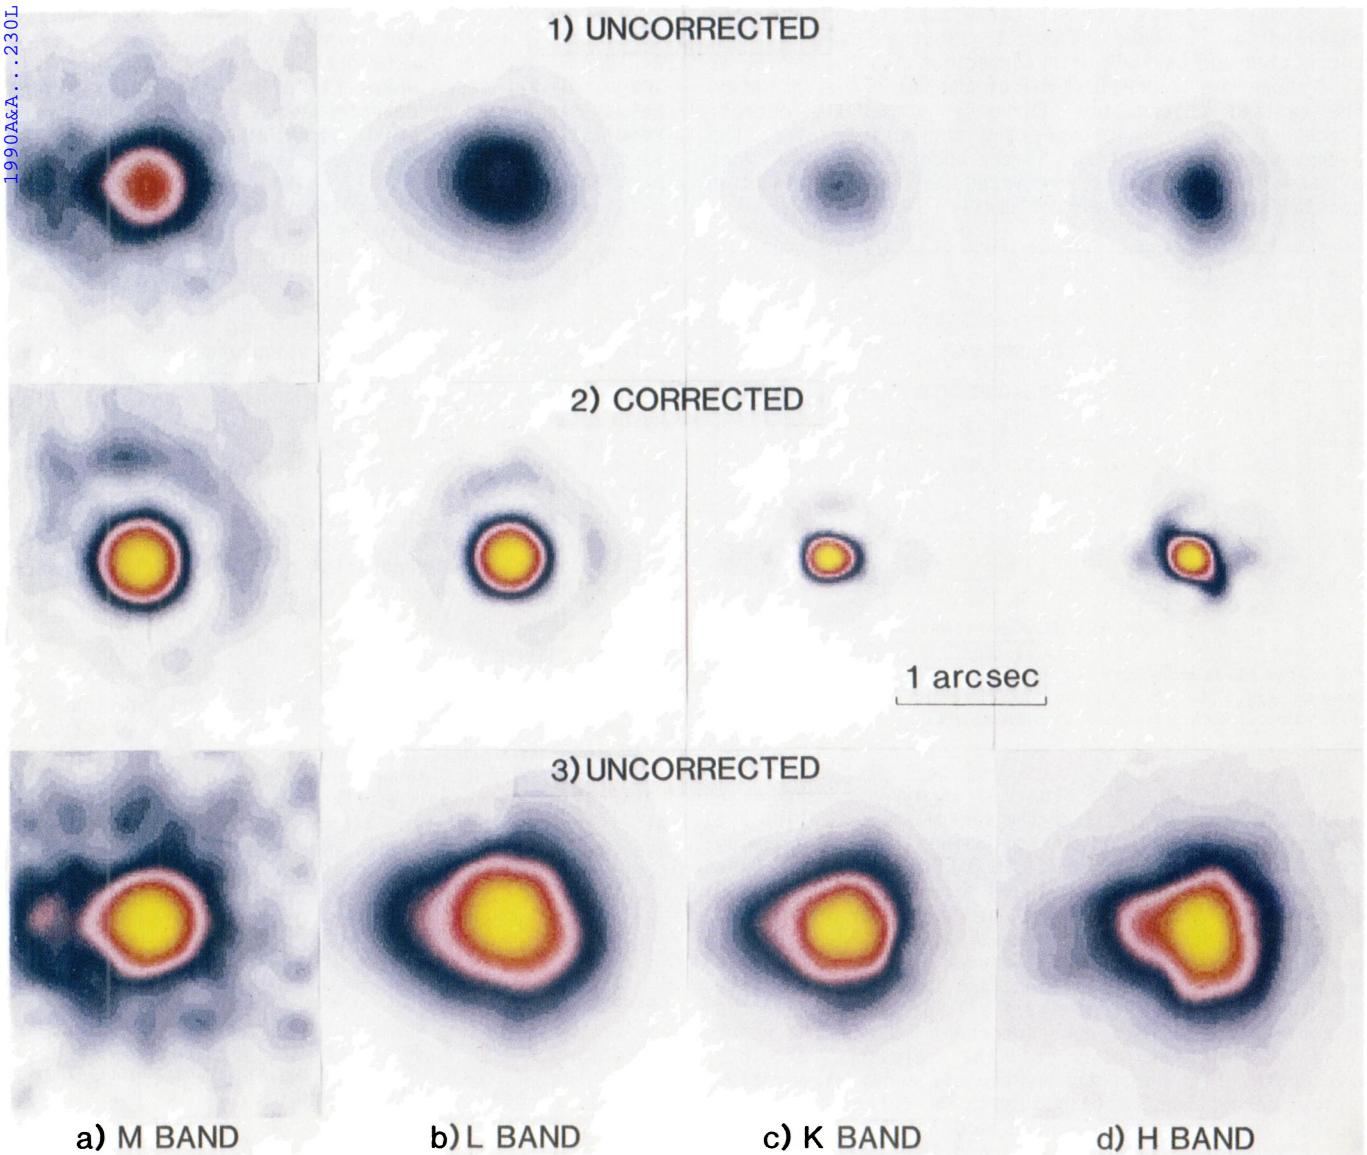 1990A&A...230L
1) UNCORRECTED
2) CORRECTED
1 arcsec
3) UNCORRECTED
a) M BAND
b) L BAND
c) K BAND
d) H BAND